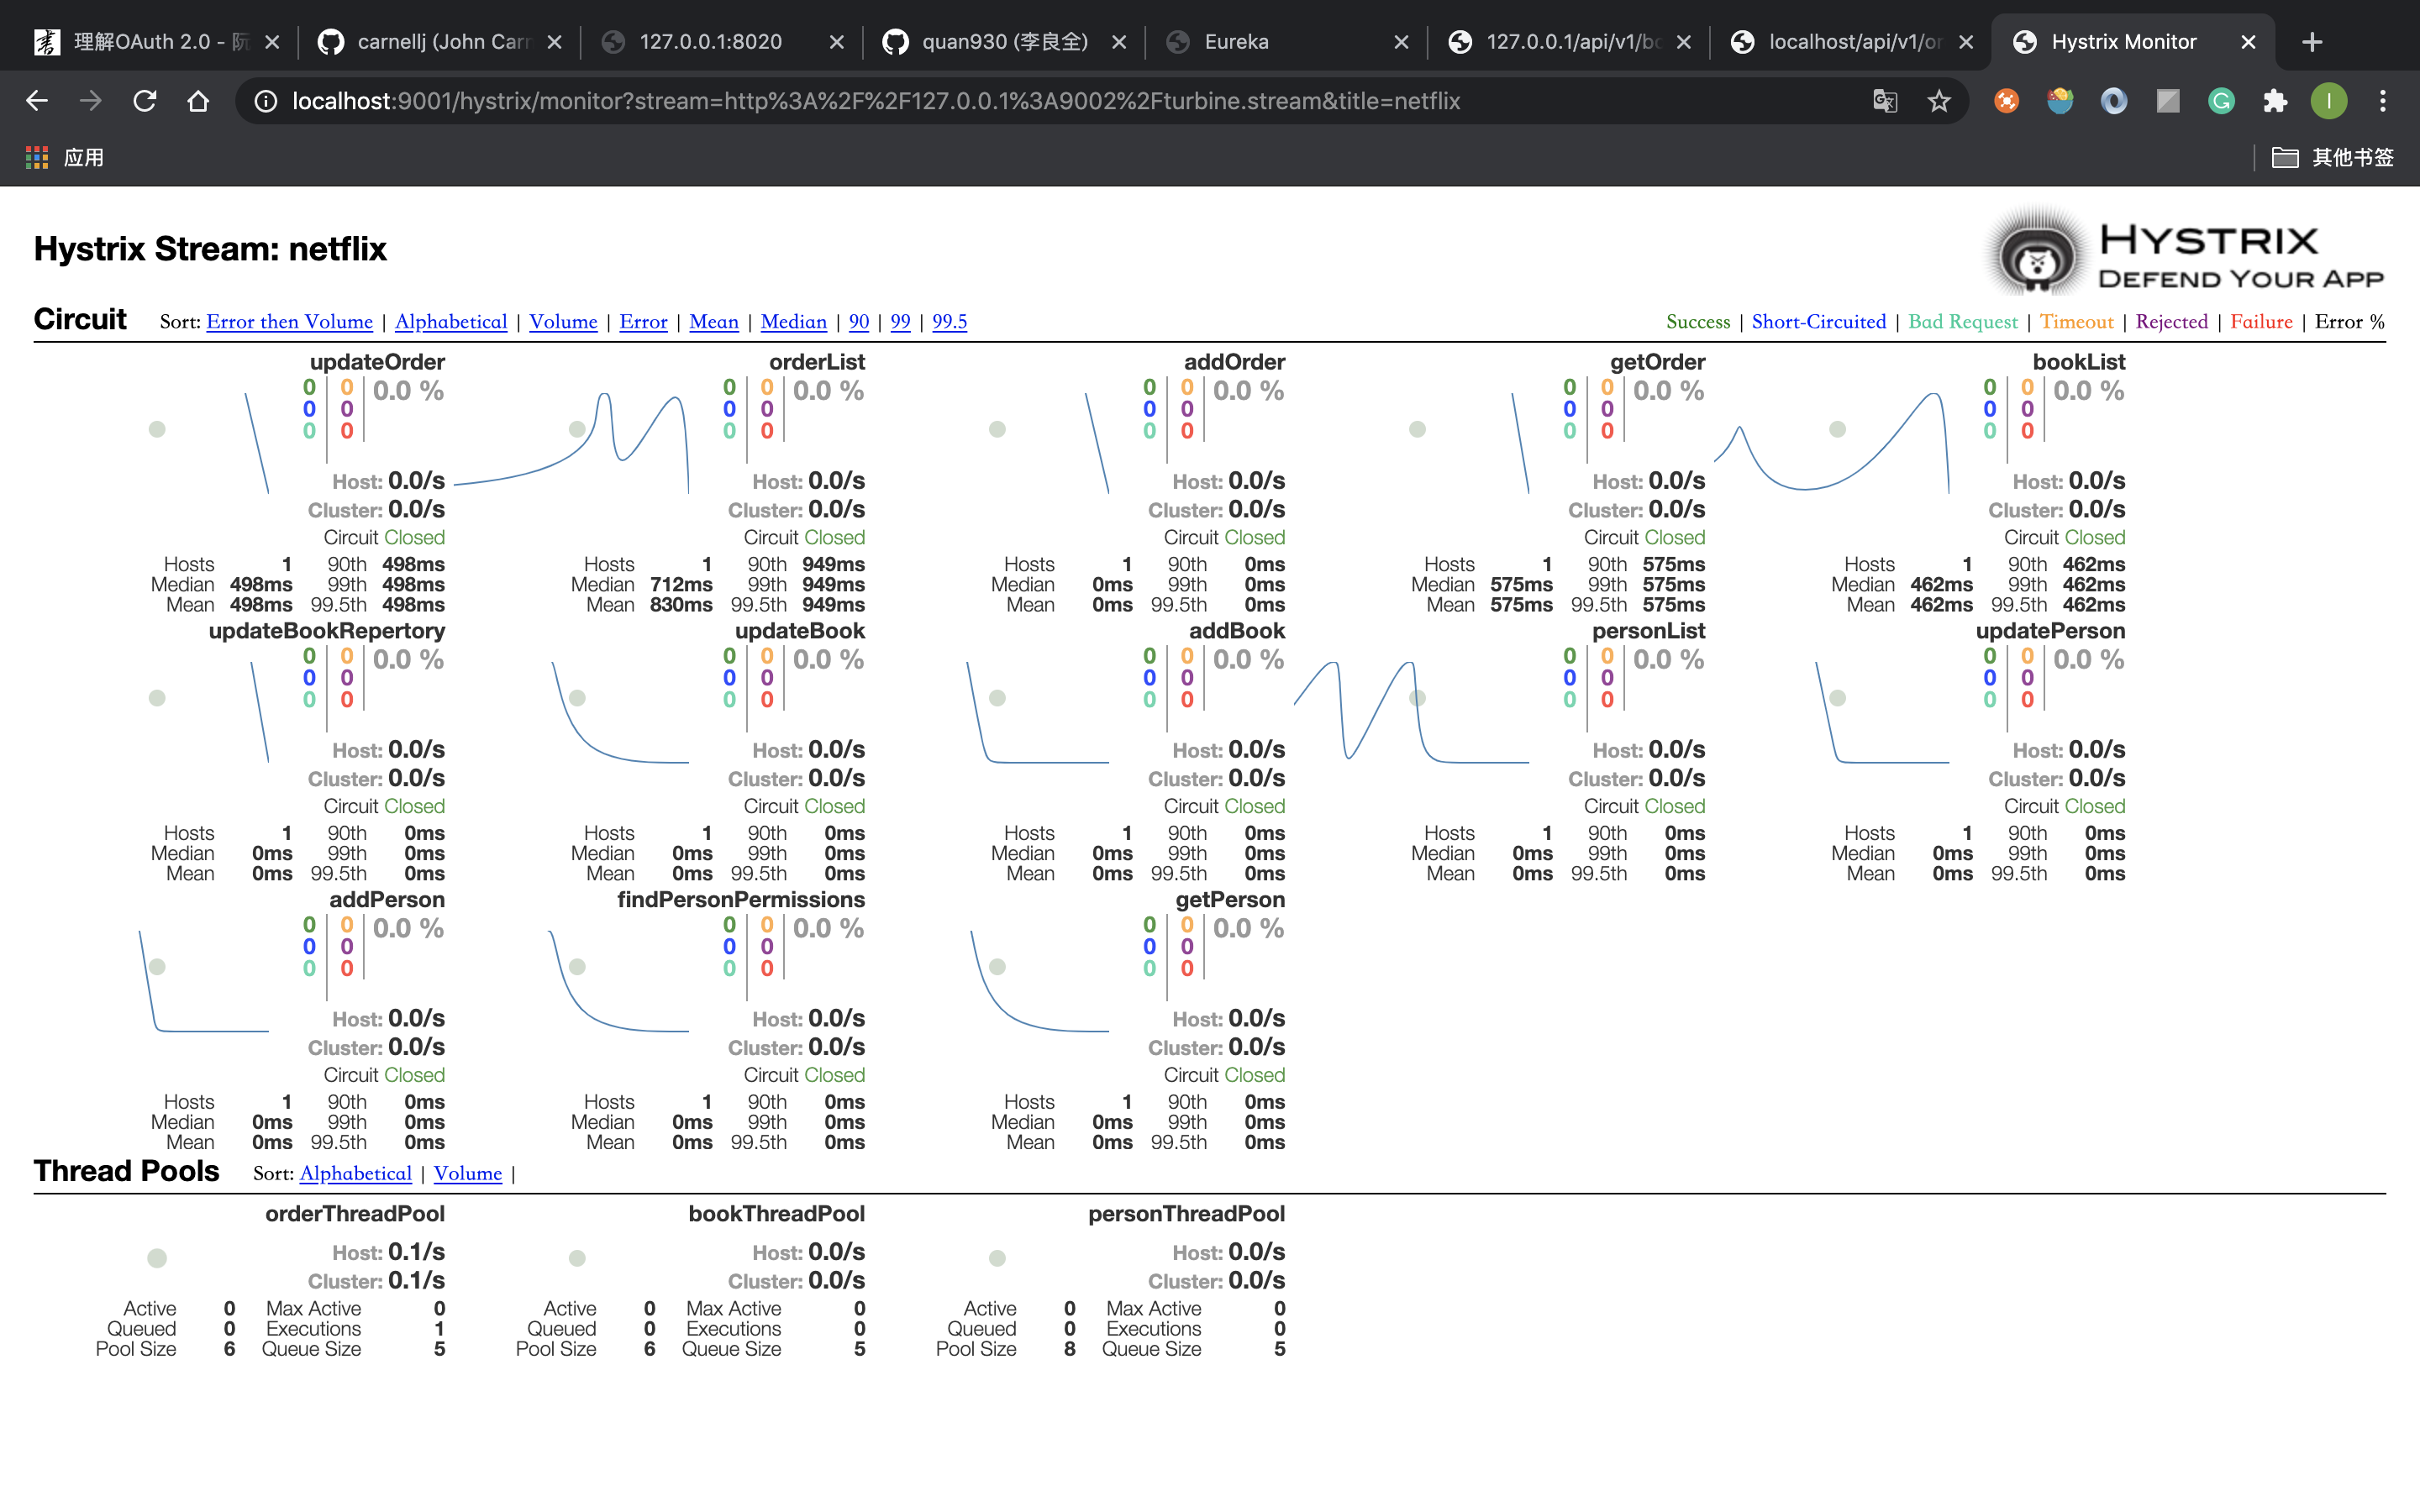 理解OAuth 2.0 - 阮
carnellj (John Carn
127.0.0.1:8020
quan930 (李良全)
Eureka
127.0.0.1/api/v1/bo
localhost/api/v1/or
Hystrix Monitor
localhost:9001/hystrix/monitor?stream=http%3A%2F%2F127.0.0.1%3A9002%2Fturbine.stream&title=netflix
应用
其他书签
Hystrix Stream: netflix
HYSTRIX
DEFEND YOUR APP
Circuit Sort: Error then Volume | Alphabetical | Volume | Error | Mean | Median | 90 | 99 | 99.5
Success | Short-Circuited | Bad Request | Timeout | Rejected | Failure | Error %
updateOrder
0 0 0.0 %
0 0
0 0
Host: 0.0/s
Cluster: 0.0/s
Circuit Closed
Hosts 1 90th 498ms
Median 498ms 99th 498ms
Mean 498ms 99.5th 498ms
orderList
0 0 0.0 %
0 0
0 0
Host: 0.0/s
Cluster: 0.0/s
Circuit Closed
Hosts 1 90th 949ms
Median 712ms 99th 949ms
Mean 830ms 99.5th 949ms
addOrder
0 0 0.0 %
0 0
0 0
Host: 0.0/s
Cluster: 0.0/s
Circuit Closed
Hosts 1 90th 0ms
Median 0ms 99th 0ms
Mean 0ms 99.5th 0ms
getOrder
0 0 0.0 %
0 0
0 0
Host: 0.0/s
Cluster: 0.0/s
Circuit Closed
Hosts 1 90th 575ms
Median 575ms 99th 575ms
Mean 575ms 99.5th 575ms
bookList
0 0 0.0 %
0 0
0 0
Host: 0.0/s
Cluster: 0.0/s
Circuit Closed
Hosts 1 90th 462ms
Median 462ms 99th 462ms
Mean 462ms 99.5th 462ms
updateBookRepertory
0 0 0.0 %
0 0
0 0
Host: 0.0/s
Cluster: 0.0/s
Circuit Closed
Hosts 1 90th 0ms
Median 0ms 99th 0ms
Mean 0ms 99.5th 0ms
updateBook
0 0 0.0 %
0 0
0 0
Host: 0.0/s
Cluster: 0.0/s
Circuit Closed
Hosts 1 90th 0ms
Median 0ms 99th 0ms
Mean 0ms 99.5th 0ms
addBook
0 0 0.0 %
0 0
0 0
Host: 0.0/s
Cluster: 0.0/s
Circuit Closed
Hosts 1 90th 0ms
Median 0ms 99th 0ms
Mean 0ms 99.5th 0ms
personList
0 0 0.0 %
0 0
0 0
Host: 0.0/s
Cluster: 0.0/s
Circuit Closed
Hosts 1 90th 0ms
Median 0ms 99th 0ms
Mean 0ms 99.5th 0ms
updatePerson
0 0 0.0 %
0 0
0 0
Host: 0.0/s
Cluster: 0.0/s
Circuit Closed
Hosts 1 90th 0ms
Median 0ms 99th 0ms
Mean 0ms 99.5th 0ms
addPerson
0 0 0.0 %
0 0
0 0
Host: 0.0/s
Cluster: 0.0/s
Circuit Closed
Hosts 1 90th 0ms
Median 0ms 99th 0ms
Mean 0ms 99.5th 0ms
findPersonPermissions
0 0 0.0 %
0 0
0 0
Host: 0.0/s
Cluster: 0.0/s
Circuit Closed
Hosts 1 90th 0ms
Median 0ms 99th 0ms
Mean 0ms 99.5th 0ms
getPerson
0 0 0.0 %
0 0
0 0
Host: 0.0/s
Cluster: 0.0/s
Circuit Closed
Hosts 1 90th 0ms
Median 0ms 99th 0ms
Mean 0ms 99.5th 0ms
Thread Pools Sort: Alphabetical | Volume |
orderThreadPool
Host: 0.1/s
Cluster: 0.1/s
Active 0 Max Active 0
Queued 0 Executions 1
Pool Size 6 Queue Size 5
bookThreadPool
Host: 0.0/s
Cluster: 0.0/s
Active 0 Max Active 0
Queued 0 Executions 0
Pool Size 6 Queue Size 5
personThreadPool
Host: 0.0/s
Cluster: 0.0/s
Active 0 Max Active 0
Queued 0 Executions 0
Pool Size 8 Queue Size 5